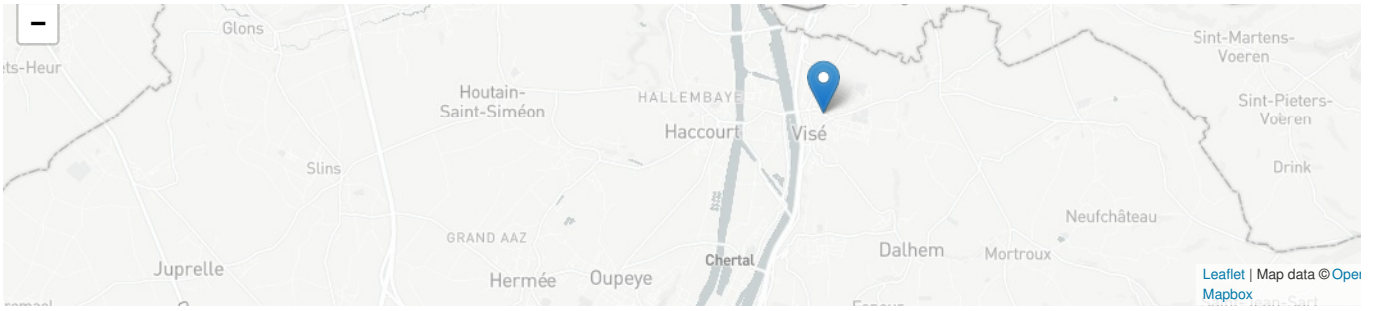 −
Glons
Sint-Martens-
Voeren
ets-Heur
Houtain-
Saint-Siméon
HALLEMBAYE
Sint-Pieters-
Voeren
Haccourt
Visé
Slins
Drink
Neufchâteau
GRAND AAZ
Dalhem
Mortroux
Chertal
Juprelle
Hermée
Oupeye
Leaflet | Map data © Open
Mapbox